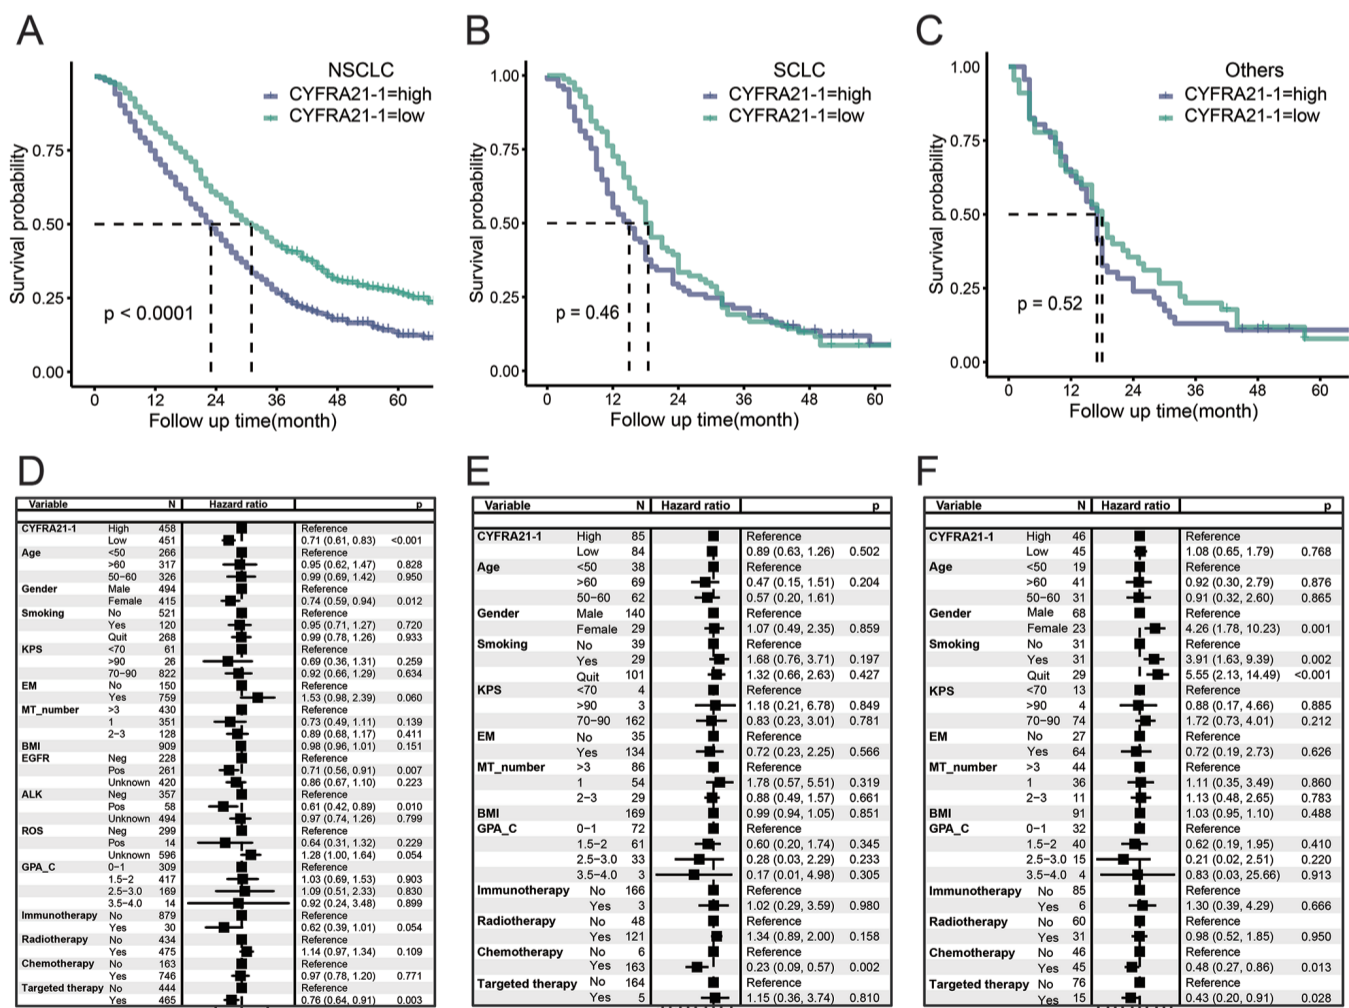 A
NSCLC
CYFRA21-1=high
CYFRA21-1=low
Survival probability
0.75
0.50
0.25
0.00
p < 0.0001
0 12 24 36 48 60
Follow up time(month)
B
SCLC
CYFRA21-1=high
CYFRA21-1=low
Survival probability
1.00
0.75
0.50
0.25
0.00
p = 0.46
0 12 24 36 48 60
Follow up time(month)
C
Others
CYFRA21-1=high
CYFRA21-1=low
Survival probability
1.00
0.75
0.50
0.25
0.00
p = 0.52
0 12 24 36 48 60
Follow up time(month)
D
Variable N Hazard ratio p
CYFRA21-1 High 458 Reference
Low 451 0.71 (0.61, 0.83) <0.001
Age <50 266 Reference
>60 317 0.95 (0.62, 1.47) 0.828
50-60 326 0.99 (0.69, 1.42) 0.950
Gender Male 494 Reference
Female 415 0.74 (0.59, 0.94) 0.012
Smoking No 521 Reference
Yes 120 0.95 (0.71, 1.27) 0.720
Quit 268 0.99 (0.78, 1.26) 0.933
KPS <70 61 Reference
>90 26 0.69 (0.36, 1.31) 0.259
70-90 822 0.92 (0.66, 1.29) 0.634
EM No 150 Reference
Yes 759 1.53 (0.98, 2.39) 0.060
MT_number >3 430 Reference
1 351 0.73 (0.49, 1.11) 0.139
2-3 128 0.89 (0.68, 1.17) 0.411
BMI 909 0.98 (0.96, 1.01) 0.151
EGFR Neg 228 Reference
Pos 261 0.71 (0.56, 0.91) 0.007
Unknown 420 0.86 (0.67, 1.10) 0.223
ALK Neg 357 Reference
Pos 58 0.61 (0.42, 0.89) 0.010
Unknown 494 0.97 (0.74, 1.26) 0.799
ROS Neg 299 Reference
Pos 14 0.64 (0.31, 1.32) 0.229
Unknown 596 1.28 (1.00, 1.64) 0.054
GPA_C 0-1 309 Reference
1.5-2 417 1.03 (0.69, 1.53) 0.903
2.5-3.0 169 1.09 (0.51, 2.33) 0.830
3.5-4.0 14 0.92 (0.24, 3.48) 0.899
Immunotherapy No 879 Reference
Yes 30 0.62 (0.39, 1.01) 0.054
Radiotherapy No 434 Reference
Yes 475 1.14 (0.97, 1.34) 0.109
Chemotherapy No 163 Reference
Yes 746 0.97 (0.78, 1.20) 0.771
Targeted therapy No 444 Reference
Yes 465 0.76 (0.64, 0.91) 0.003
E
Variable N Hazard ratio p
CYFRA21-1 High 85 Reference
Low 84 0.89 (0.63, 1.26) 0.502
Age <50 38 Reference
>60 69 0.47 (0.15, 1.51) 0.204
50-60 62 0.57 (0.20, 1.61)
Gender Male 140 Reference
Female 29 1.07 (0.49, 2.35) 0.859
Smoking No 39 Reference
Yes 29 1.68 (0.76, 3.71) 0.197
Quit 101 1.32 (0.66, 2.63) 0.427
KPS <70 4 Reference
>90 3 1.18 (0.21, 6.78) 0.849
70-90 162 0.83 (0.23, 3.01) 0.781
EM No 35 Reference
Yes 134 0.72 (0.23, 2.25) 0.566
MT_number >3 86 Reference
1 54 1.78 (0.57, 5.51) 0.319
2-3 29 0.88 (0.49, 1.57) 0.661
BMI 169 0.99 (0.94, 1.05) 0.851
GPA_C 0-1 72 Reference
1.5-2 61 0.60 (0.20, 1.74) 0.345
2.5-3.0 33 0.28 (0.03, 2.29) 0.233
3.5-4.0 3 0.17 (0.01, 4.98) 0.305
Immunotherapy No 166 Reference
Yes 3 1.02 (0.29, 3.59) 0.980
Radiotherapy No 48 Reference
Yes 121 1.34 (0.89, 2.00) 0.158
Chemotherapy No 6 Reference
Yes 163 0.23 (0.09, 0.57) 0.002
Targeted therapy No 164 Reference
Yes 5 1.15 (0.36, 3.74) 0.810
F
Variable N Hazard ratio p
CYFRA21-1 High 46 Reference
Low 45 1.08 (0.65, 1.79) 0.768
Age <50 19 Reference
>60 41 0.92 (0.30, 2.79) 0.876
50-60 31 0.91 (0.32, 2.60) 0.865
Gender Male 68 Reference
Female 23 4.26 (1.78, 10.23) 0.001
Smoking No 31 Reference
Yes 31 3.91 (1.63, 9.39) 0.002
Quit 29 5.55 (2.13, 14.49) <0.001
KPS <70 13 Reference
>90 4 0.88 (0.17, 4.66) 0.885
70-90 74 1.72 (0.73, 4.01) 0.212
EM No 27 Reference
Yes 64 0.72 (0.19, 2.73) 0.626
MT_number >3 44 Reference
1 36 1.11 (0.35, 3.49) 0.860
2-3 11 1.13 (0.48, 2.65) 0.783
BMI 91 1.03 (0.95, 1.10) 0.488
GPA_C 0-1 32 Reference
1.5-2 40 0.62 (0.19, 1.95) 0.410
2.5-3.0 15 0.21 (0.02, 2.51) 0.220
3.5-4.0 4 0.83 (0.03, 25.66) 0.913
Immunotherapy No 85 Reference
Yes 6 1.30 (0.39, 4.29) 0.666
Radiotherapy No 60 Reference
Yes 31 0.98 (0.52, 1.85) 0.950
Chemotherapy No 46 Reference
Yes 45 0.48 (0.27, 0.86) 0.013
Targeted therapy No 76 Reference
Yes 15 0.43 (0.20, 0.91) 0.028